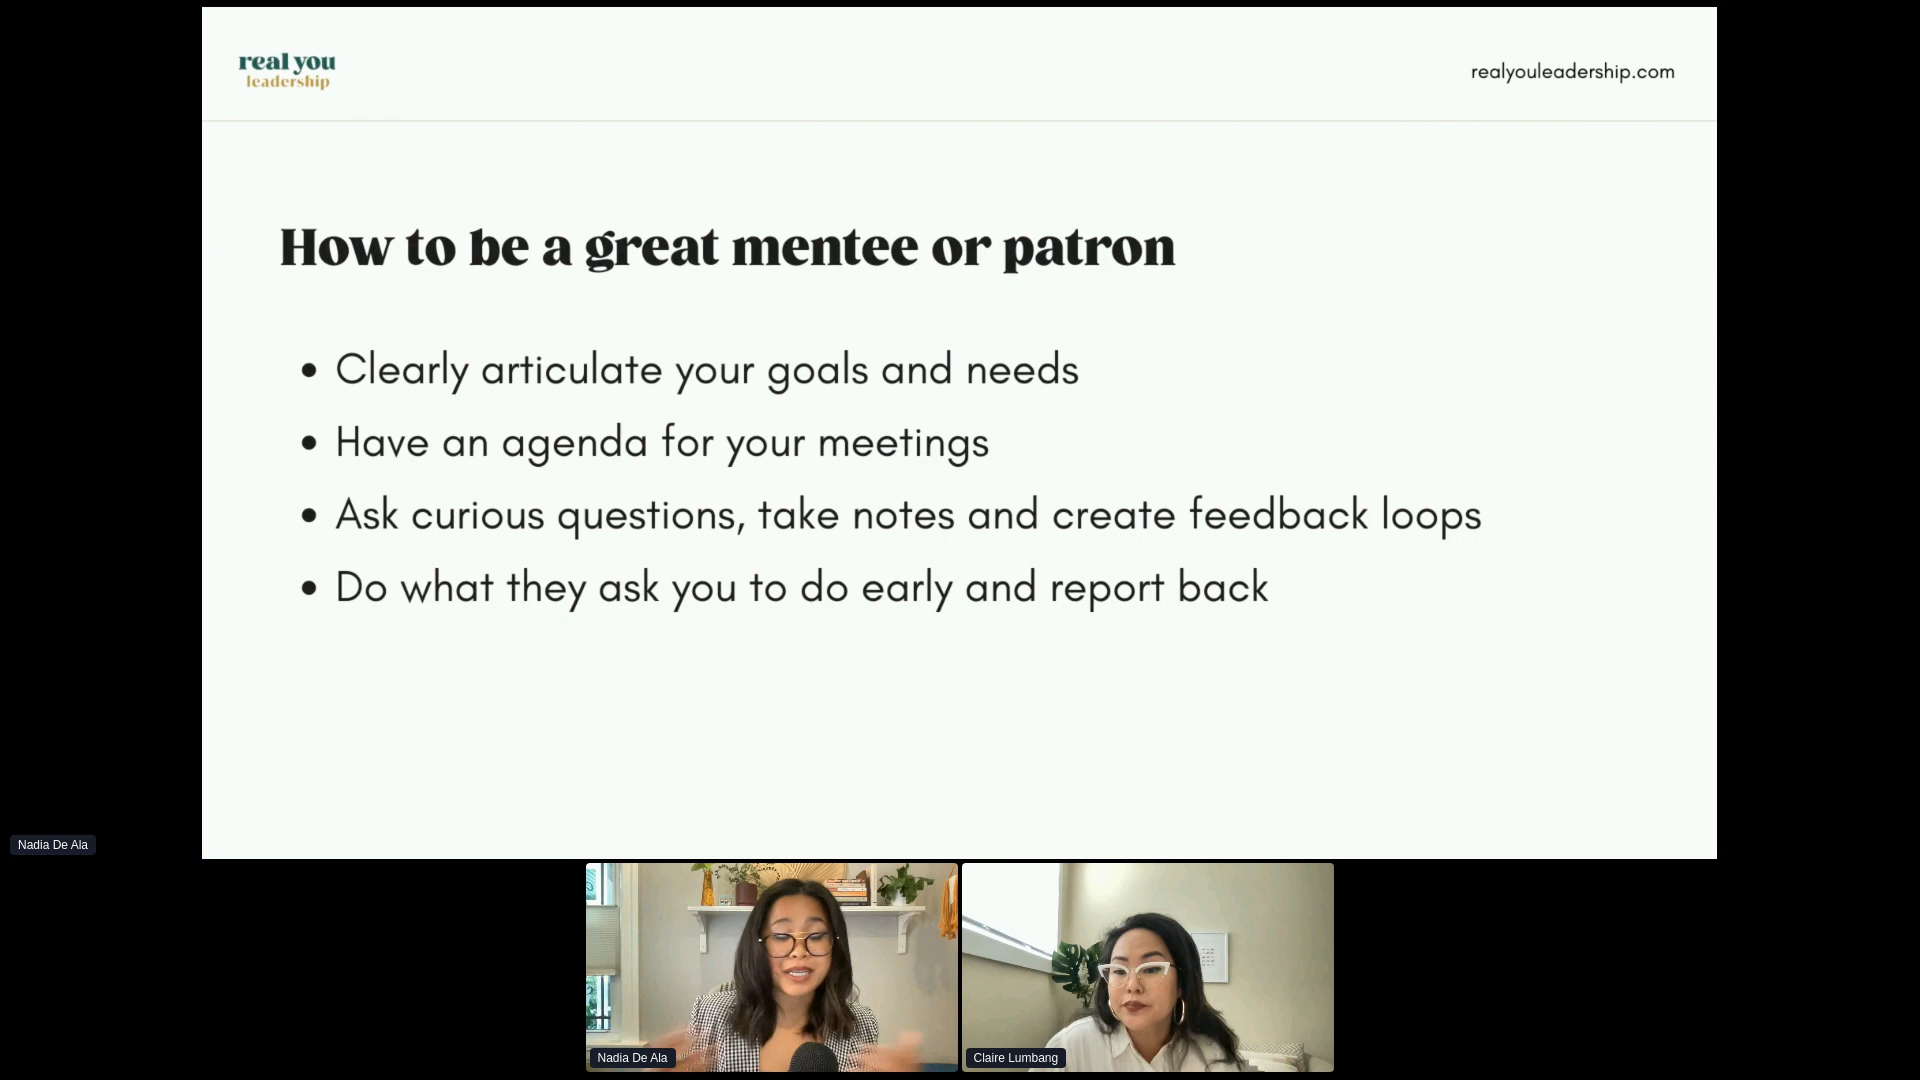 real you
leadership
realyouleadership.com
How to be a great mentee or patron
• Clearly articulate your goals and needs
• Have an agenda for your meetings
• Ask curious questions, take notes and create feedback loops
• Do what they ask you to do early and report back
Nadia De Ala
Nadia De Ala
Claire Lumbang